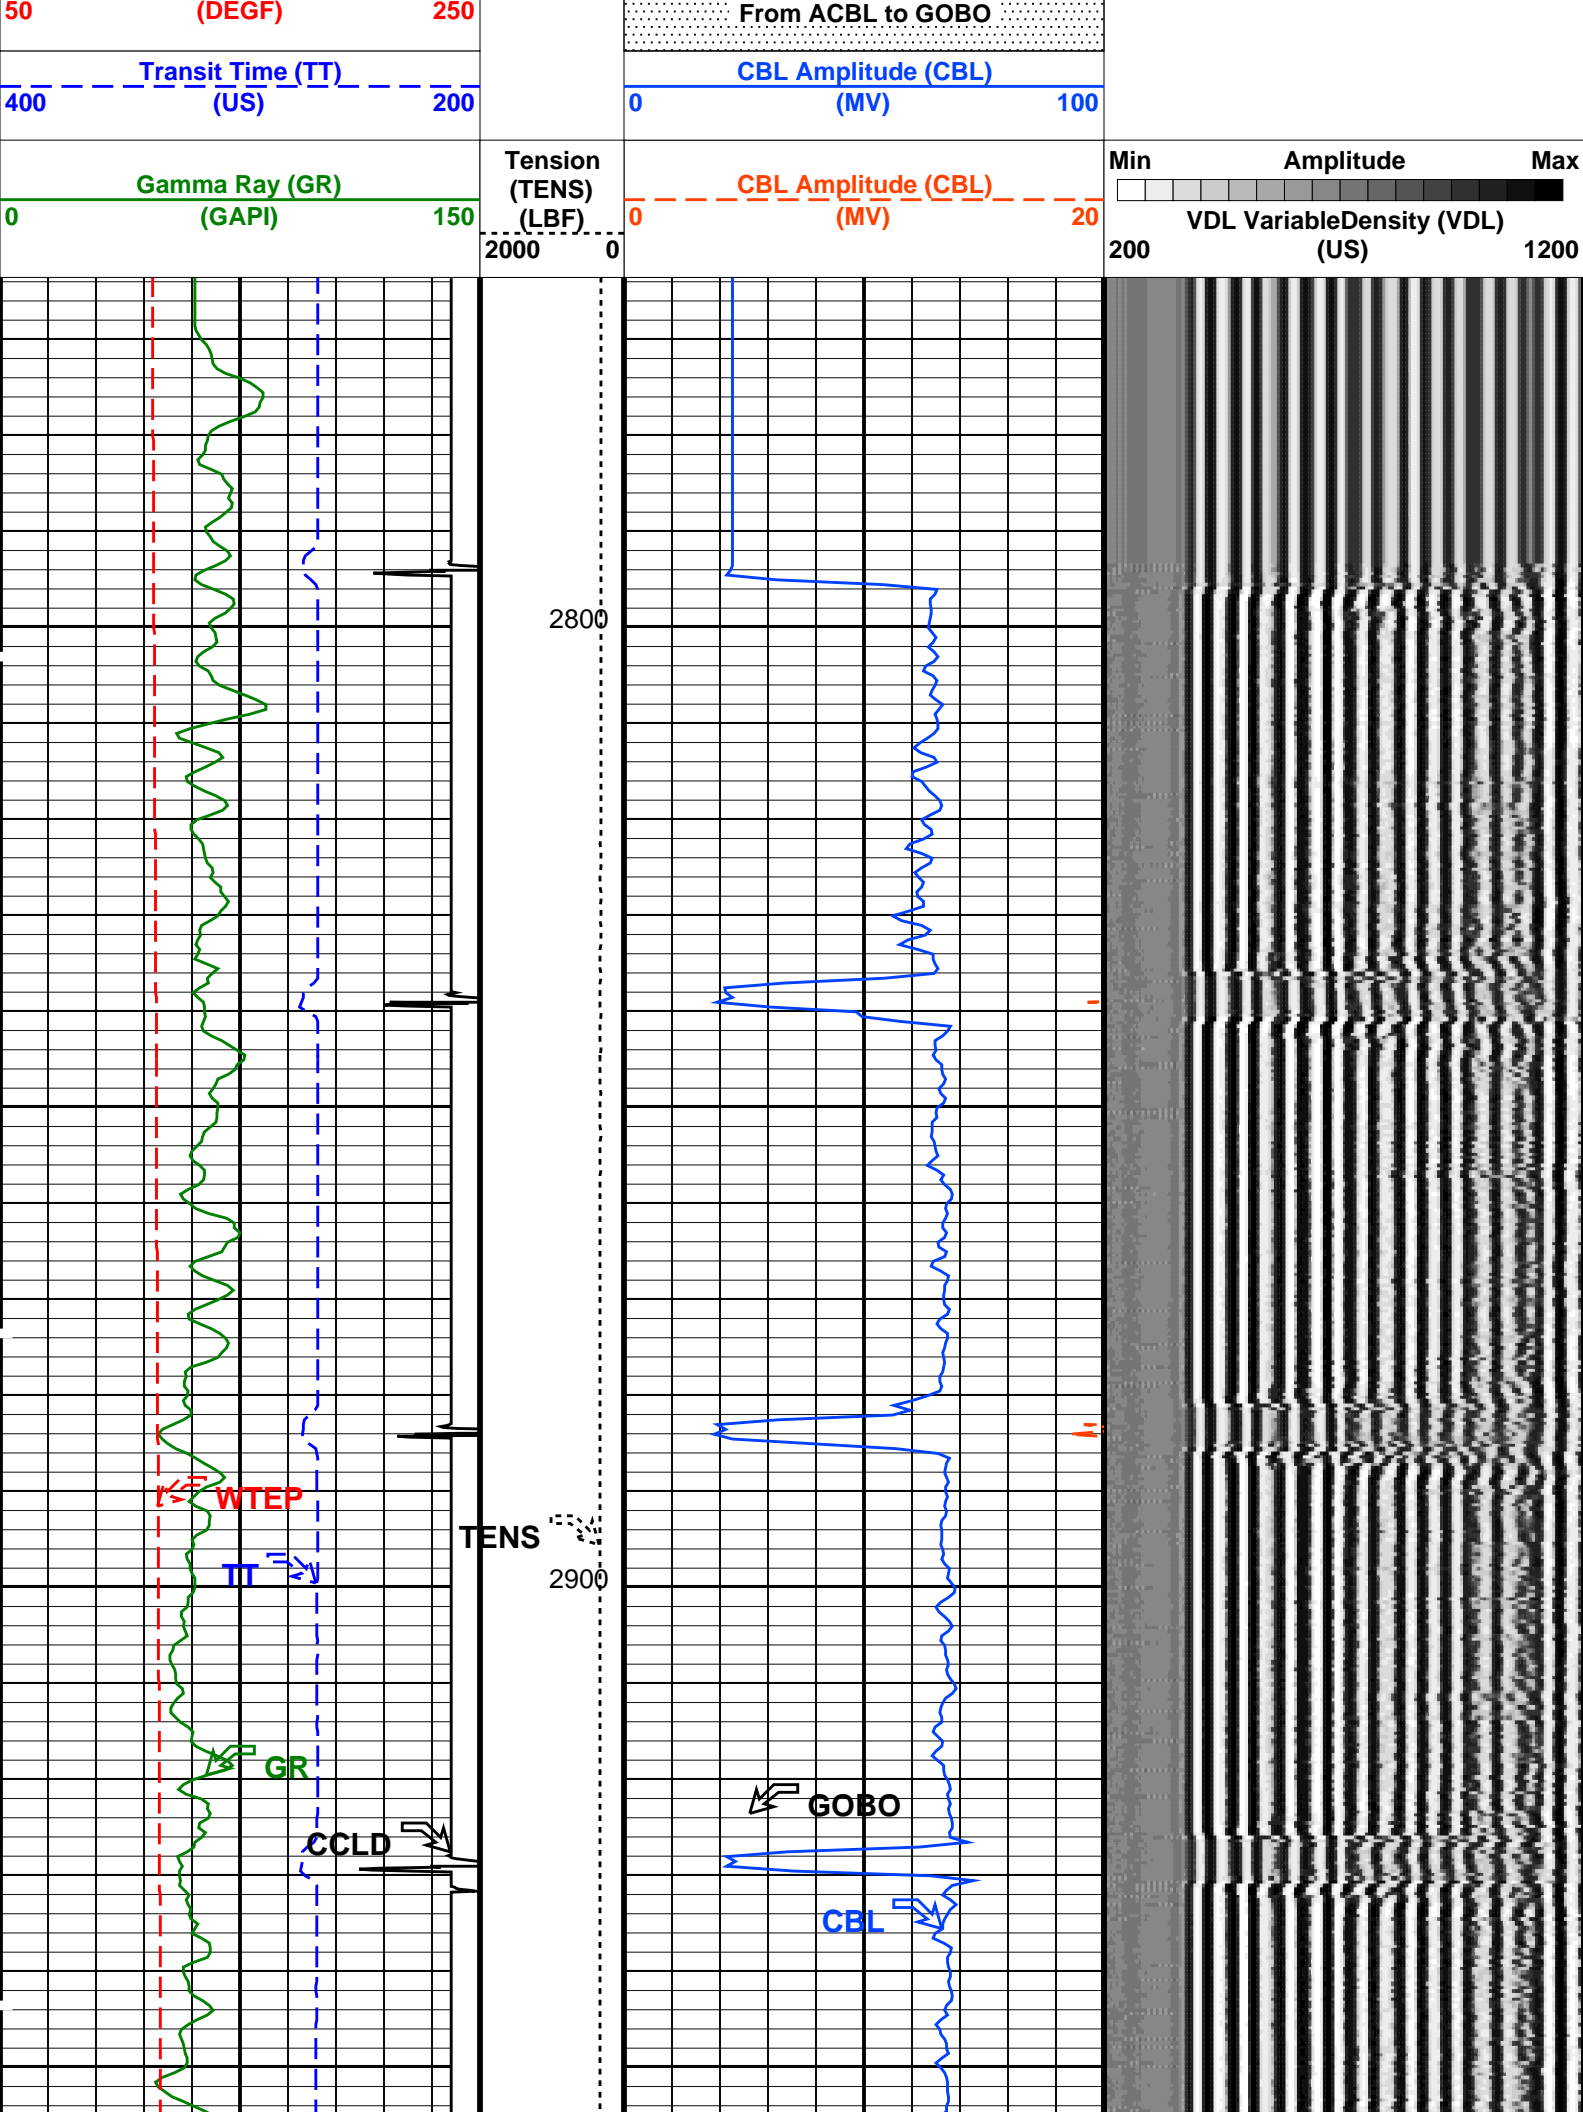 50 (DEGF) 250
From ACBL to GOBO
Transit Time (TT)
400 (US) 200
CBL Amplitude (CBL)
0 (MV) 100
Gamma Ray (GR)
0 (GAPI) 150
Tension
(TENS)
(LBF)
2000 0
CBL Amplitude (CBL)
0 (MV) 20
Min Amplitude Max
VDL VariableDensity (VDL)
200 (US) 1200
2800
WTEP
TENS
TT
2900
GR
GOBO
CCLD
CBL